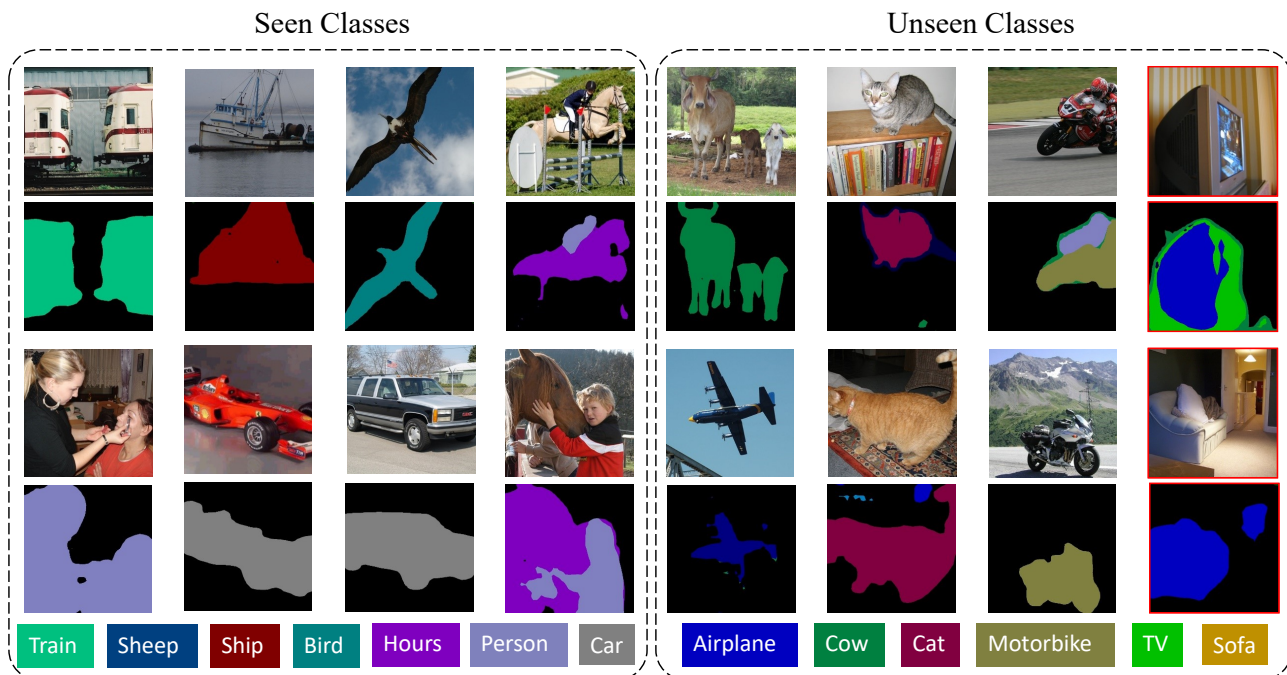 Seen Classes
Unseen Classes
Train Sheep Ship Bird Hours Person Car
Airplane Cow Cat Motorbike TV Sofa